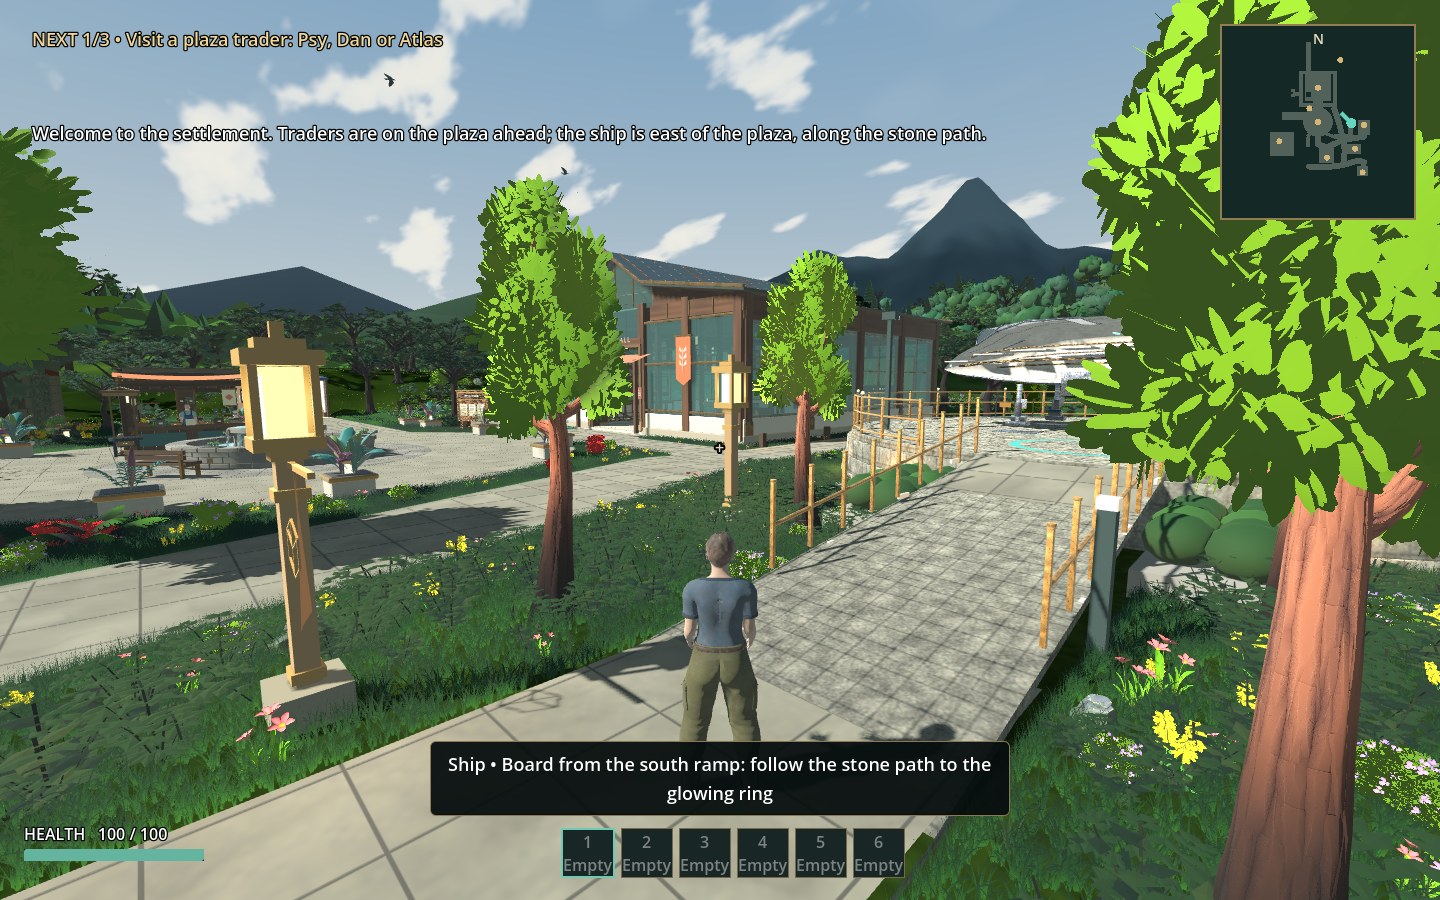 NEXT 1/3 • Visit a plaza trader: Psy, Dan or Atlas
N
Welcome to the settlement. Traders are on the plaza ahead; the ship is east of the plaza, along the stone path.
Ship • Board from the south ramp: follow the stone path to the
glowing ring
HEALTH 100 / 100
1 2 3 4 5 6
Empty Empty Empty Empty Empty Empty